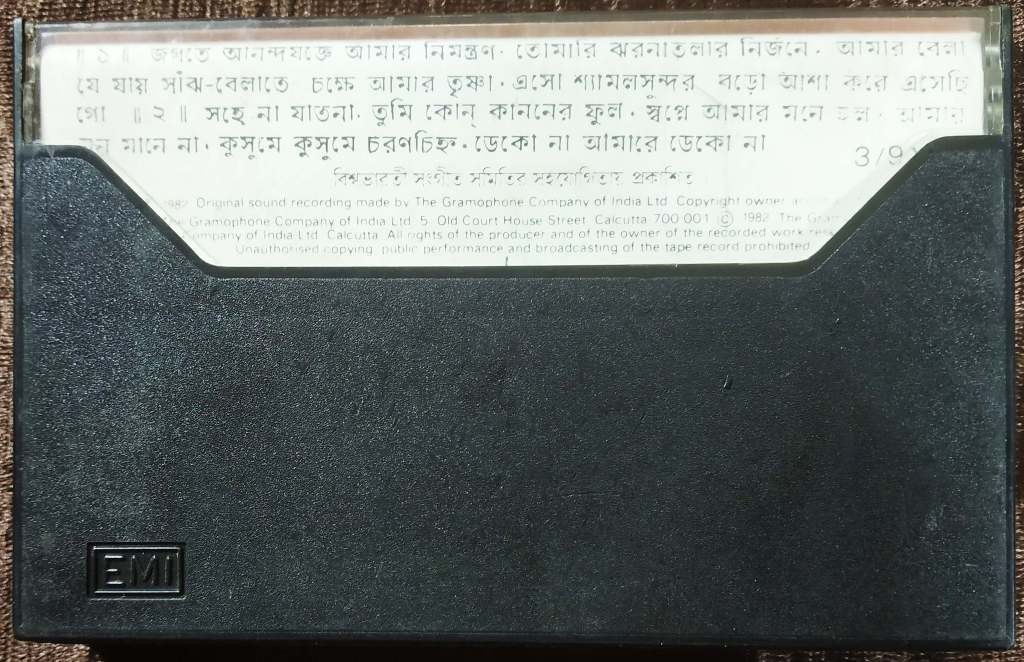 ॥ ১ ॥ জগতে আনন্দযজ্ঞে আমার নিমন্ত্রণ. তোমারি ঝরনাতলার নির্জনে. আমার বেলা
যে যায় সাঁঝ-বেলাতে চক্ষে আমার তৃষ্ণা. এসো শ্যামলসুন্দর বড়ো আশা করে এসেছি
গো ॥ ২ ॥ সহে না যাতনা. তুমি কোন্ কাননের ফুল. স্বপ্নে আমার মনে হল. আমার
মানে না. কুসুমে কুসুমে চরণচিহ্ন. ডেকো না আমারে ডেকো না
3/9
বিশ্বভারতী সংগীত সমিতির সহযোগিতায় প্রকাশিত
1982 Original sound recording made by The Gramophone Company of India Ltd. Copyright owner
The Gramophone Company of India Ltd. 5, Old Court House Street, Calcutta 700 001 © 1982 The
Company of India Ltd. Calcutta. All rights of the producer and of the owner of the recorded work
Unauthorised copying, public performance and broadcasting of the tape record prohibited
EMI